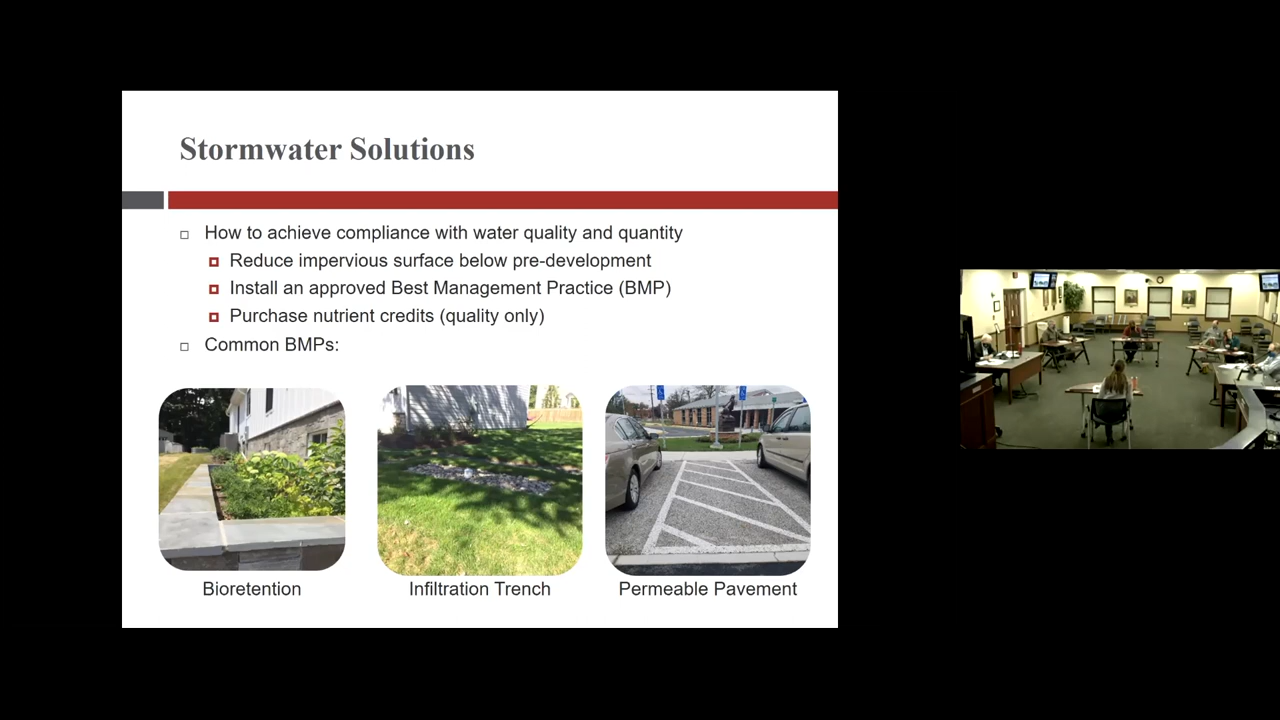 Stormwater Solutions
How to achieve compliance with water quality and quantity
Reduce impervious surface below pre-development
Install an approved Best Management Practice (BMP)
Purchase nutrient credits (quality only)
Common BMPs:
Bioretention
Infiltration Trench
Permeable Pavement